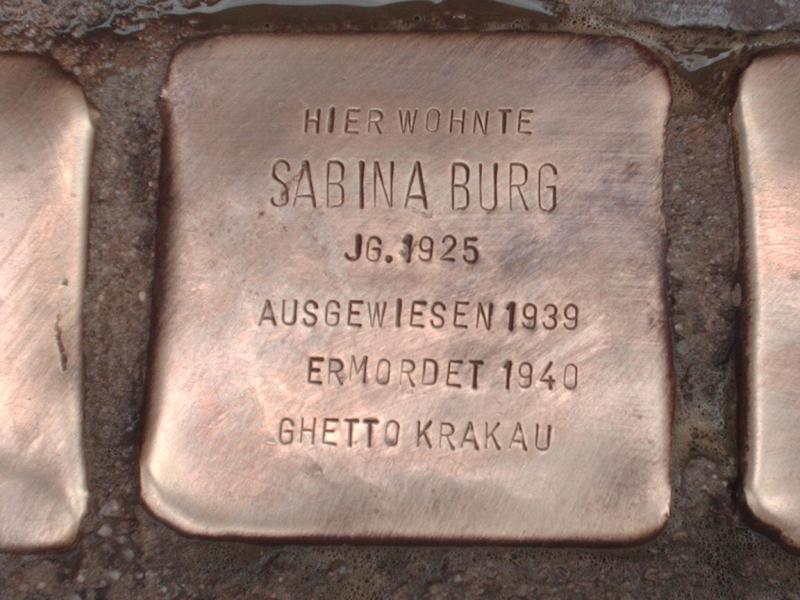 HIER WOHNTE
SABINA BURG
JG. 1925
AUSGEWIESEN 1939
ERMORDET 1940
GHETTO KRAKAU